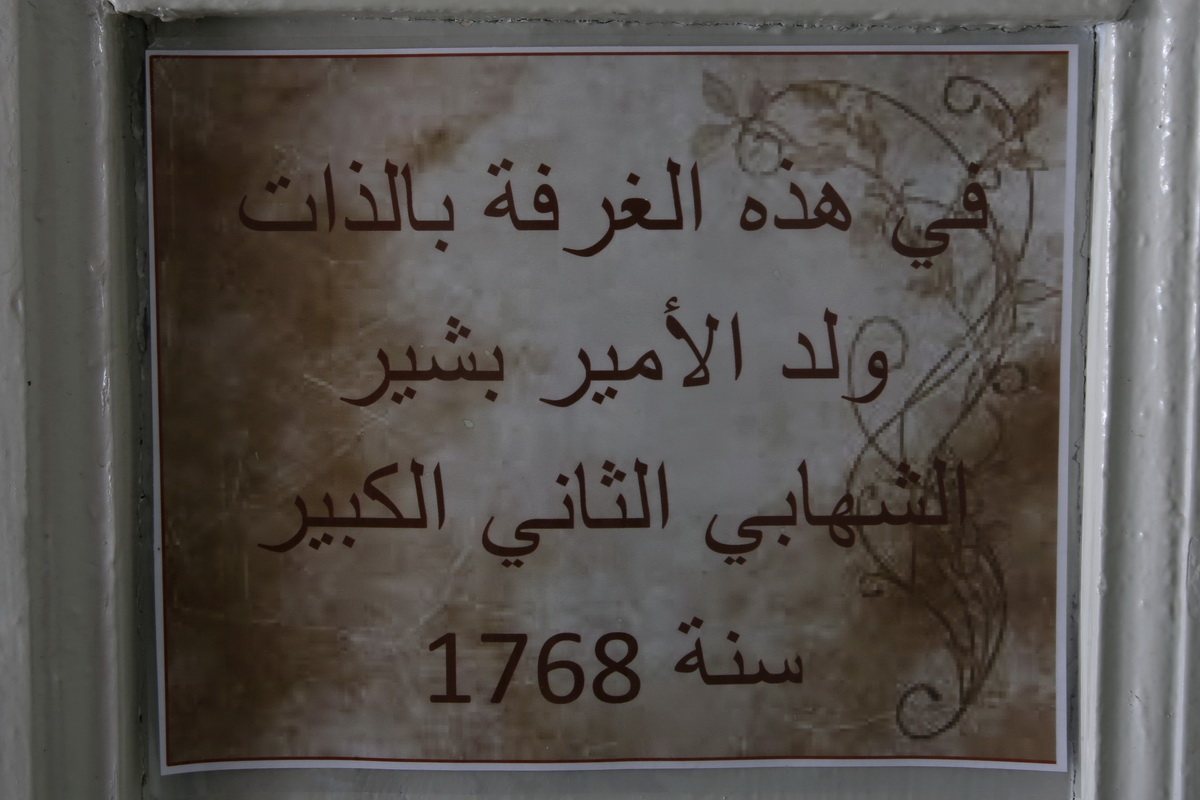 في هذه الغرفة بالذات
ولد الأمير بشير
الشهابي الثاني الكبير
سنة 1768